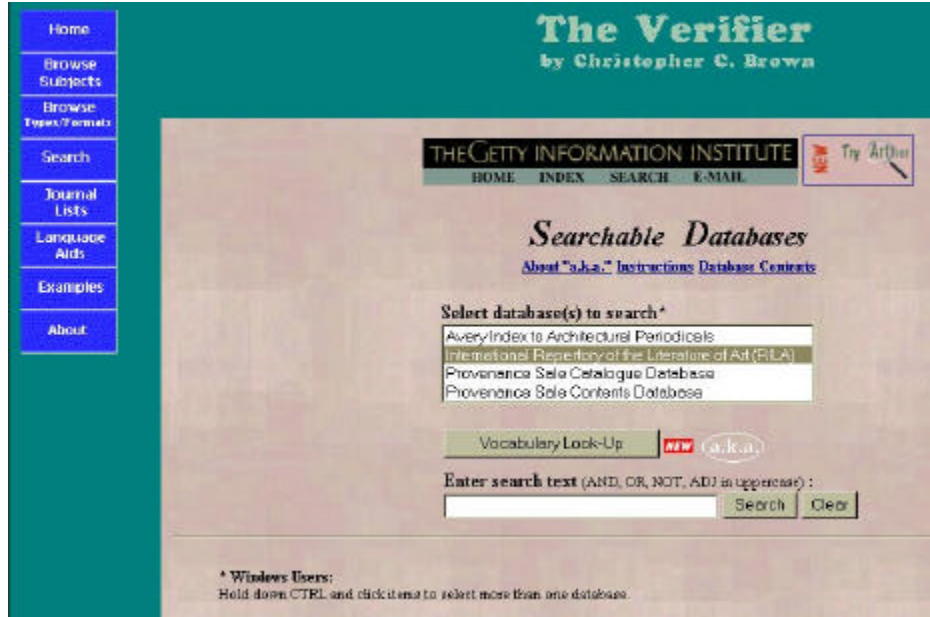 The Verifier
by Christopher C. Brown
Home
Browse
Subjects
Browse
Types/Formats
Search
Journal
Lists
Language
Aids
Examples
About
THE GETTY INFORMATION INSTITUTE
HOME INDEX SEARCH E-MAIL
NEW Try Arthur
Searchable Databases
About "a.k.a." Instructions Database Contents
Select database(s) to search*
Avery Index to Architectural Periodicals
International Repertory of the Literature of Art (RILA)
Provenance Sale Catalogue Database
Provenance Sale Contents Database
Vocabulary Look-Up NEW (a.k.a.)
Enter search text (AND, OR, NOT, ADJ in uppercase) :
Search Clear
* Windows Users:
Hold down CTRL and click items to select more than one database.